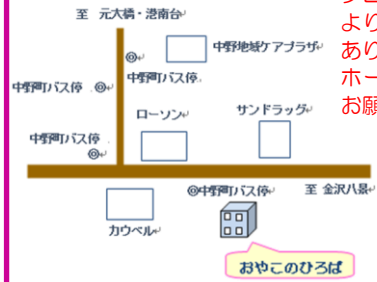 至 元大橋・港南台
中野地域ケアプラザ
中野町バス停
中野町バス停
ローソン
サンドラッグ
中野町バス停
中野町バス停
至 金沢八景
カウベル
おやこのひろば
より
あり
ホー
お願